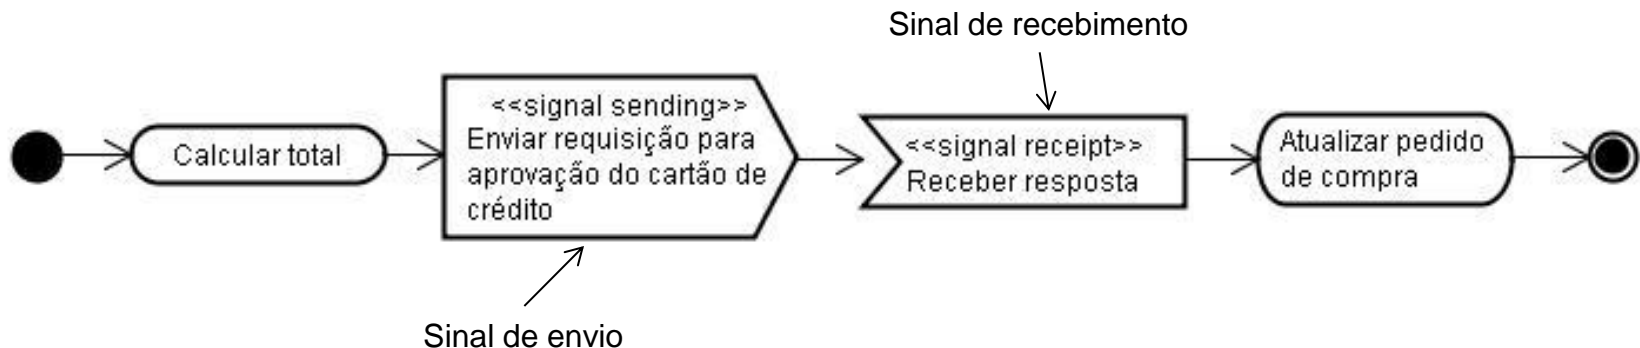 Sinal de recebimento
<<signal sending>>
Enviar requisição para
aprovação do cartão de
crédito
Calcular total
<<signal receipt>>
Receber resposta
Atualizar pedido
de compra
Sinal de envio